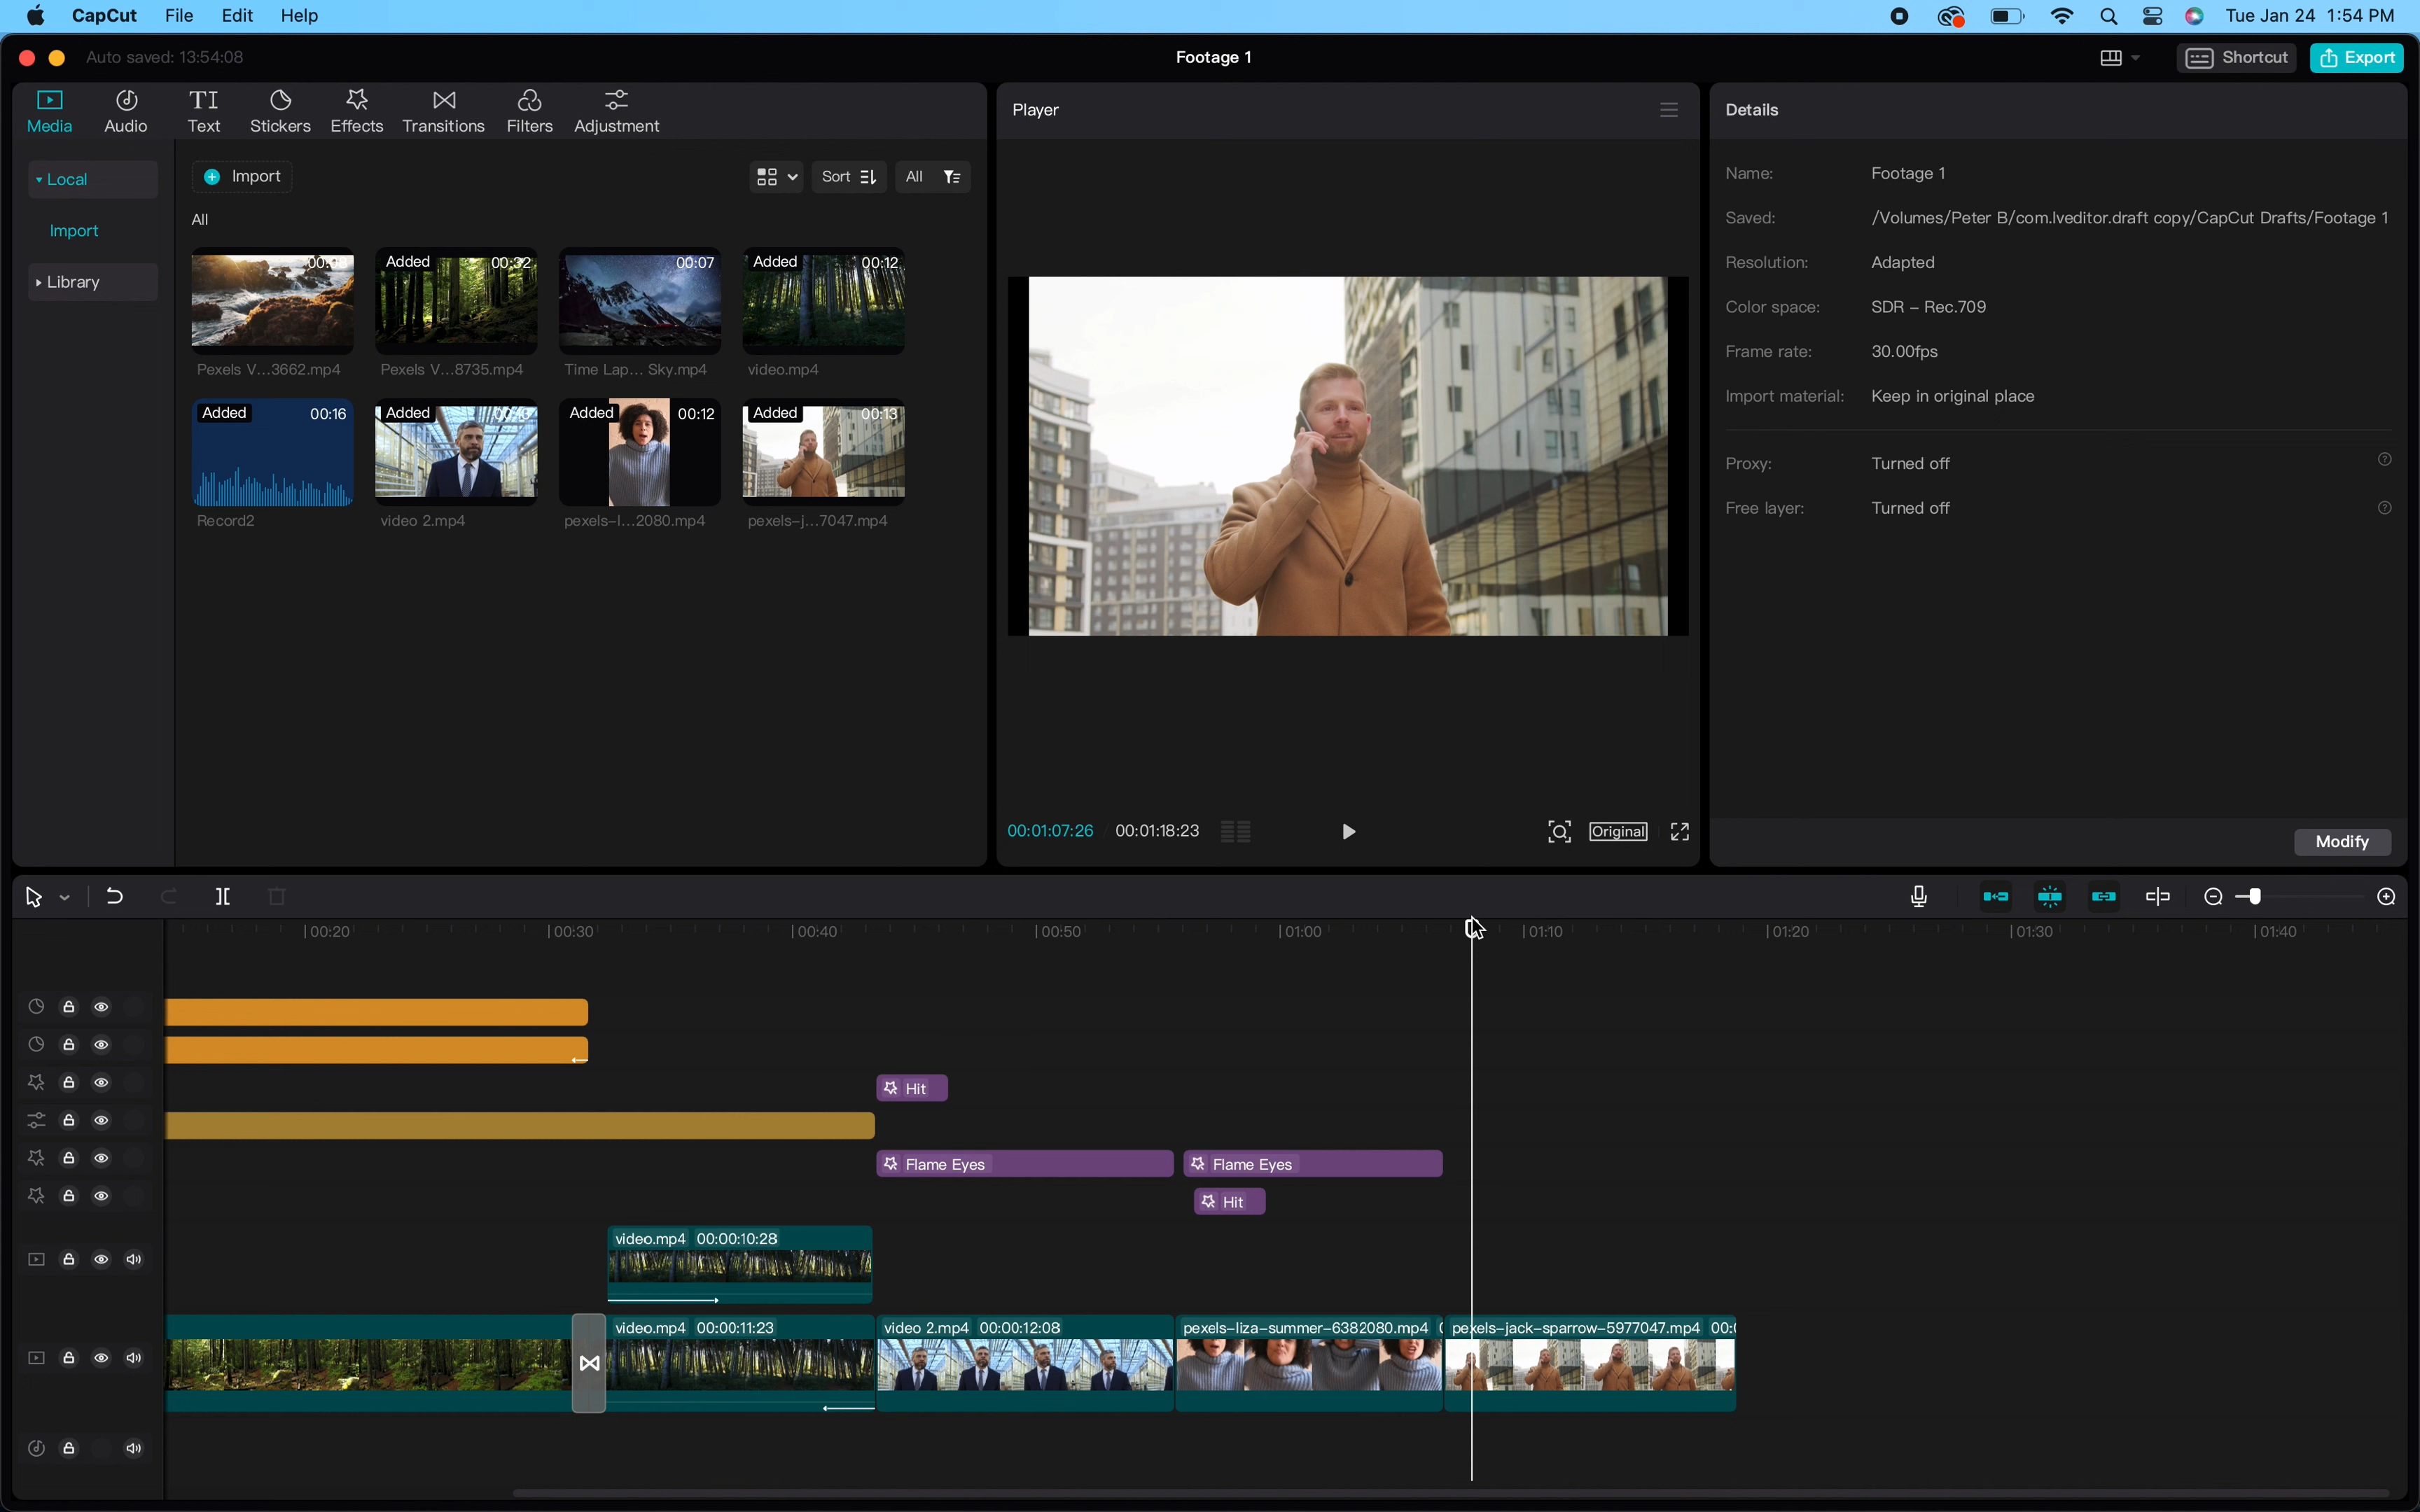 CapCut File Edit Help Tue Jan 24 1:54 PM
Auto saved: 13:54:08 Footage 1 Shortcut Export
Media Audio Text Stickers Effects Transitions Filters Adjustment
Local
Import
Library
Import Sort All
All
Added 00:32 00:07 Added 00:12
Pexels V...3662.mp4 Pexels V...8735.mp4 Time Lap... Sky.mp4 video.mp4
Added 00:16 Added Added 00:12 Added 00:13
Record2 video 2.mp4 pexels-l...2080.mp4 pexels-j...7047.mp4
Player
00:01:07:26 00:01:18:23 Original
Details
Name: Footage 1
Saved: /Volumes/Peter B/com.lveditor.draft copy/CapCut Drafts/Footage 1
Resolution: Adapted
Color space: SDR – Rec.709
Frame rate: 30.00fps
Import material: Keep in original place
Proxy: Turned off
Free layer: Turned off
Modify
00:20 00:30 00:40 00:50 01:00 01:10 01:20 01:30 01:40
Hit
Flame Eyes Flame Eyes
Hit
video.mp4 00:00:10:28
video.mp4 00:00:11:23 video 2.mp4 00:00:12:08 pexels-liza-summer-6382080.mp4 pexels-jack-sparrow-5977047.mp4 00: